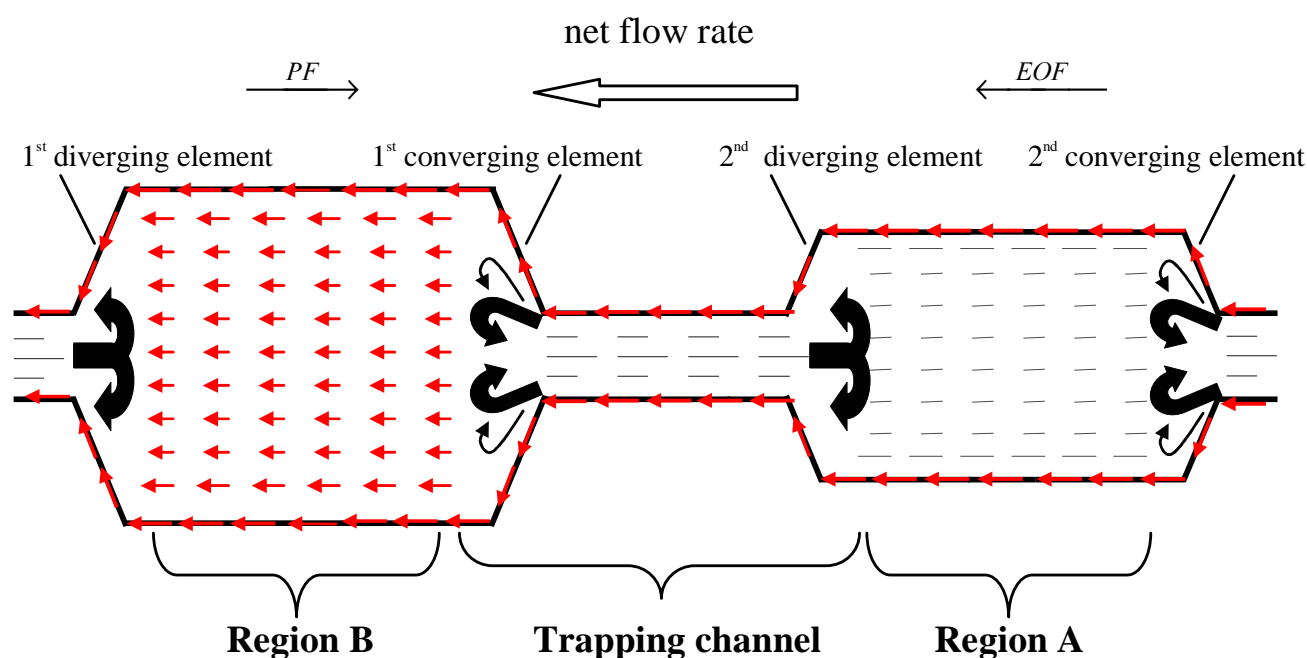 net flow rate
PF
EOF
1st diverging element
1st converging element
2nd diverging element
2nd converging element
Region B
Trapping channel
Region A